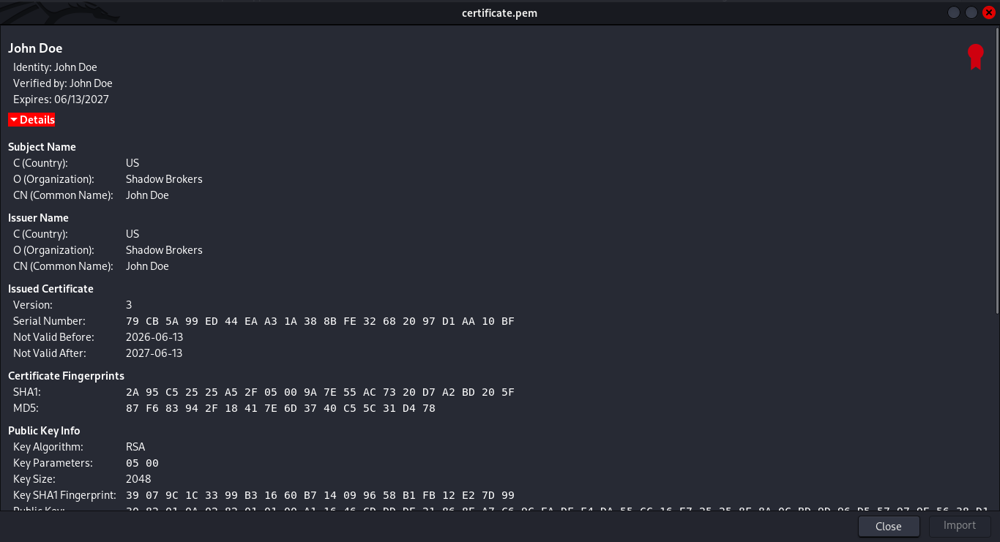 certificate.pem
John Doe
Identity: John Doe
Verified by: John Doe
Expires: 06/13/2027
Details
Subject Name
C (Country): US
O (Organization): Shadow Brokers
CN (Common Name): John Doe
Issuer Name
C (Country): US
O (Organization): Shadow Brokers
CN (Common Name): John Doe
Issued Certificate
Version: 3
Serial Number: 79 CB 5A 99 ED 44 EA A3 1A 38 8B FE 32 68 20 97 D1 AA 10 BF
Not Valid Before: 2026-06-13
Not Valid After: 2027-06-13
Certificate Fingerprints
SHA1: 2A 95 C5 25 25 A5 2F 05 00 9A 7E 55 AC 73 20 D7 A2 BD 20 5F
MD5: 87 F6 83 94 2F 18 41 7E 6D 37 40 C5 5C 31 D4 78
Public Key Info
Key Algorithm: RSA
Key Parameters: 05 00
Key Size: 2048
Key SHA1 Fingerprint: 39 07 9C 1C 33 99 B3 16 60 B7 14 09 96 58 B1 FB 12 E2 7D 99
Public Key:
Close Import